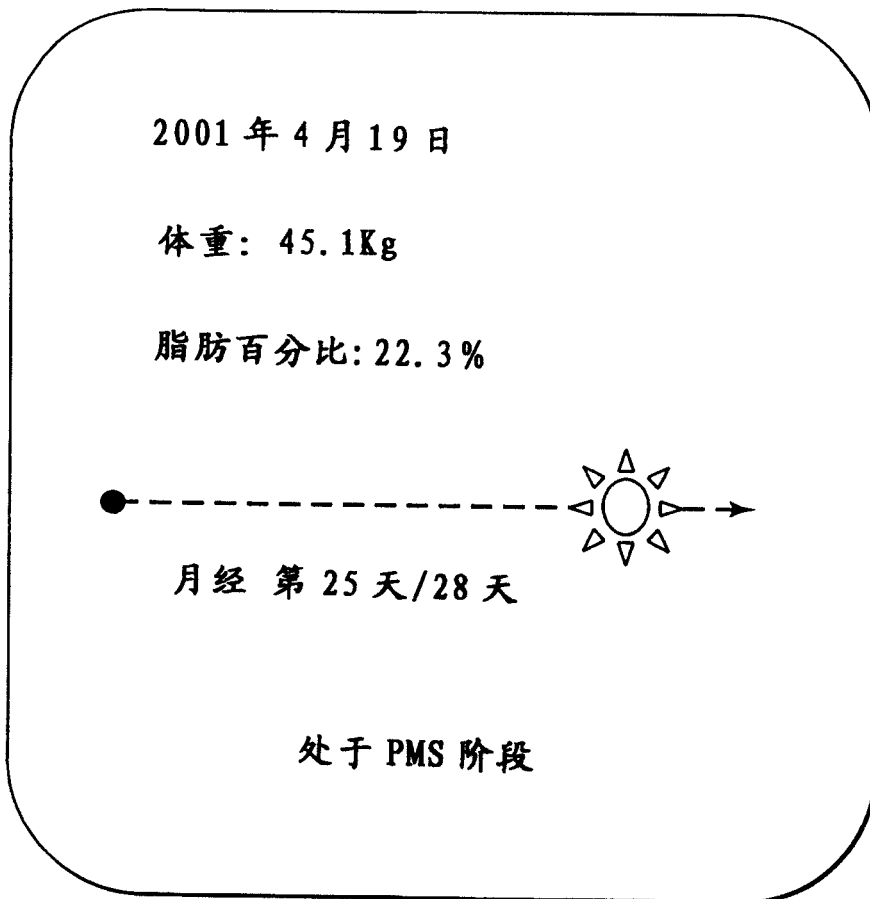 2001 年 4 月 19 日
体重: 45.1Kg
脂肪百分比: 22.3%
月经 第 25 天/28 天
处于 PMS 阶段